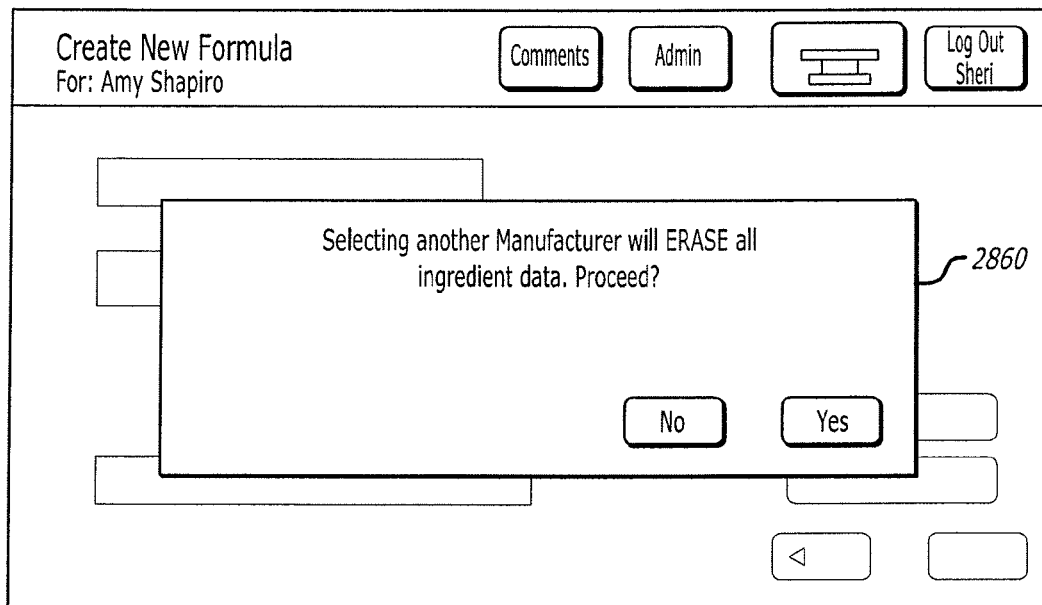 Create New Formula
For: Amy Shapiro
Comments
Admin
Log Out
Sheri
Selecting another Manufacturer will ERASE all
ingredient data. Proceed?
2860
No
Yes